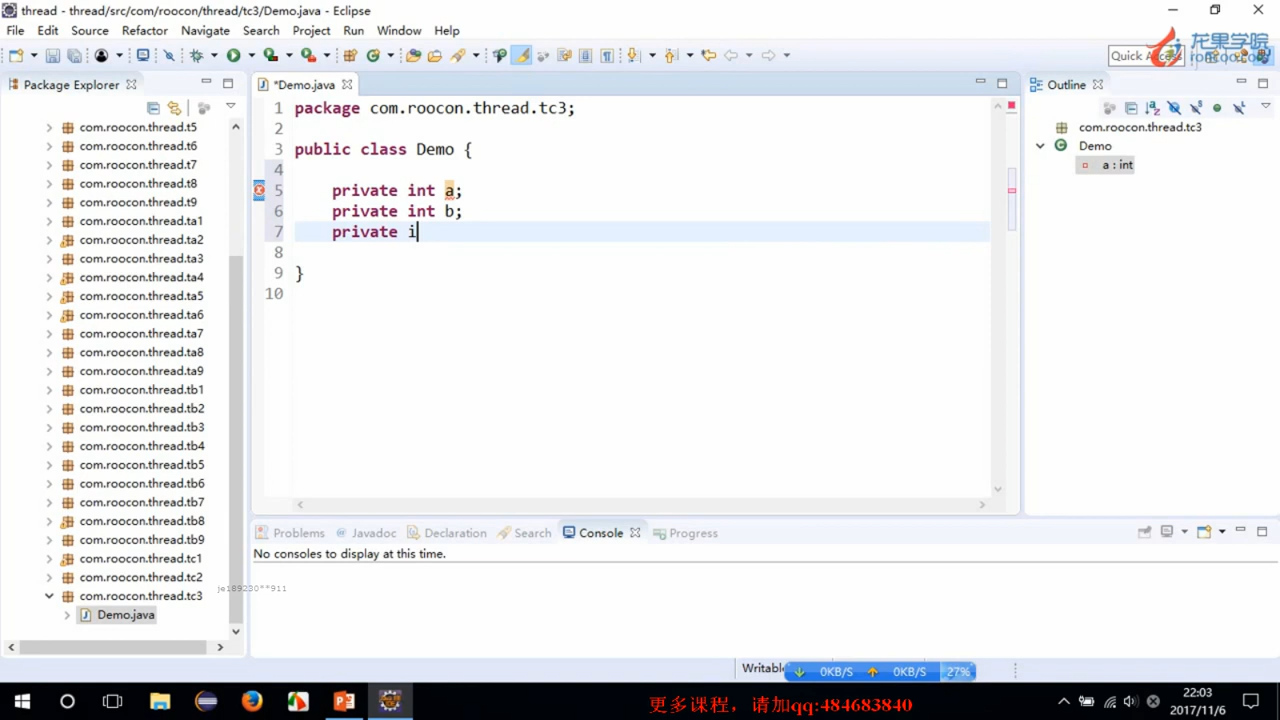 thread - thread/src/com/roocon/thread/tc3/Demo.java - Eclipse
File Edit Source Refactor Navigate Search Project Run Window Help
Quick
龙果学院
Package Explorer
com.roocon.thread.t5
com.roocon.thread.t6
com.roocon.thread.t7
com.roocon.thread.t8
com.roocon.thread.t9
com.roocon.thread.ta1
com.roocon.thread.ta2
com.roocon.thread.ta3
com.roocon.thread.ta4
com.roocon.thread.ta5
com.roocon.thread.ta6
com.roocon.thread.ta7
com.roocon.thread.ta8
com.roocon.thread.ta9
com.roocon.thread.tb1
com.roocon.thread.tb2
com.roocon.thread.tb3
com.roocon.thread.tb4
com.roocon.thread.tb5
com.roocon.thread.tb6
com.roocon.thread.tb7
com.roocon.thread.tb8
com.roocon.thread.tb9
com.roocon.thread.tc1
com.roocon.thread.tc2
com.roocon.thread.tc3
Demo.java
*Demo.java
1 package com.roocon.thread.tc3;
2
3 public class Demo {
4
5 private int a;
6 private int b;
7 private i
8
9 }
10
Outline
com.roocon.thread.tc3
Demo
a : int
Problems Javadoc Declaration Search Console Progress
No consoles to display at this time.
je189230**911
Writabl
0KB/S 0KB/S 27%
更多课程，请加qq:484683840
22:03
2017/11/6